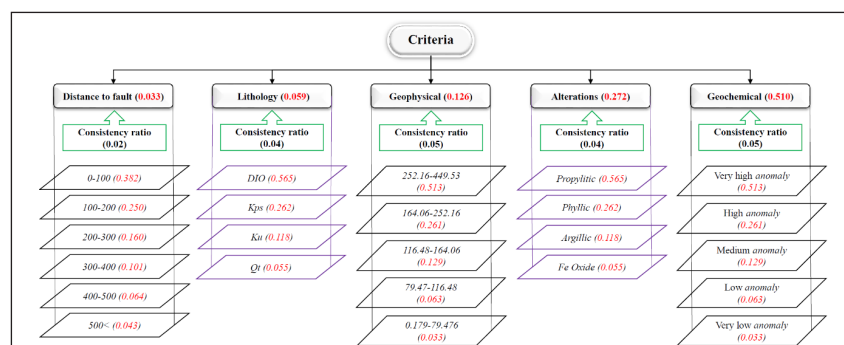 Criteria
Distance to fault (0.033)
Consistency ratio
(0.02)
0-100 (0.382)
100-200 (0.250)
200-300 (0.160)
300-400 (0.101)
400-500 (0.064)
500< (0.043)
Lithology (0.059)
Consistency ratio
(0.04)
DIO (0.565)
Kps (0.262)
Ku (0.118)
Qt (0.055)
Geophysical (0.126)
Consistency ratio
(0.05)
252.16-449.53
(0.513)
164.06-252.16
(0.261)
116.48-164.06
(0.129)
79.47-116.48
(0.063)
0.179-79.476
(0.033)
Alterations (0.272)
Consistency ratio
(0.04)
Propylitic (0.565)
Phyllic (0.262)
Argillic (0.118)
Fe Oxide (0.055)
Geochemical (0.510)
Consistency ratio
(0.05)
Very high anomaly
(0.513)
High anomaly
(0.261)
Medium anomaly
(0.129)
Low anomaly
(0.063)
Very low anomaly
(0.033)